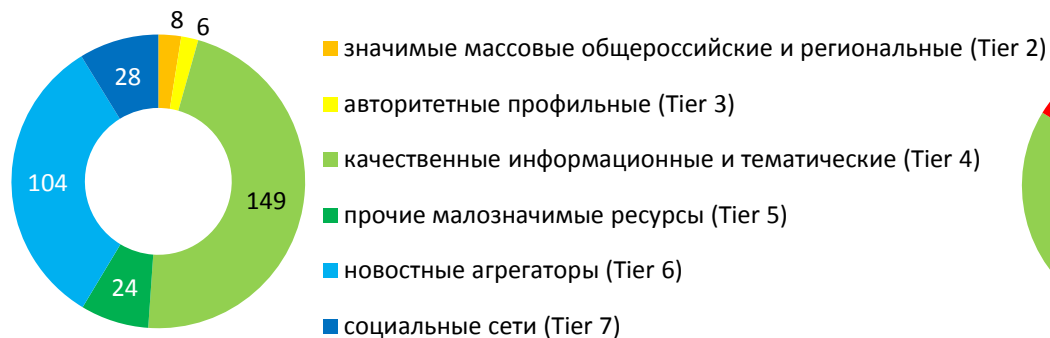 8
6
28
104
149
24
значимые массовые общероссийские и региональные (Tier 2)
авторитетные профильные (Tier 3)
качественные информационные и тематические (Tier 4)
прочие малозначимые ресурсы (Tier 5)
новостные агрегаторы (Tier 6)
социальные сети (Tier 7)